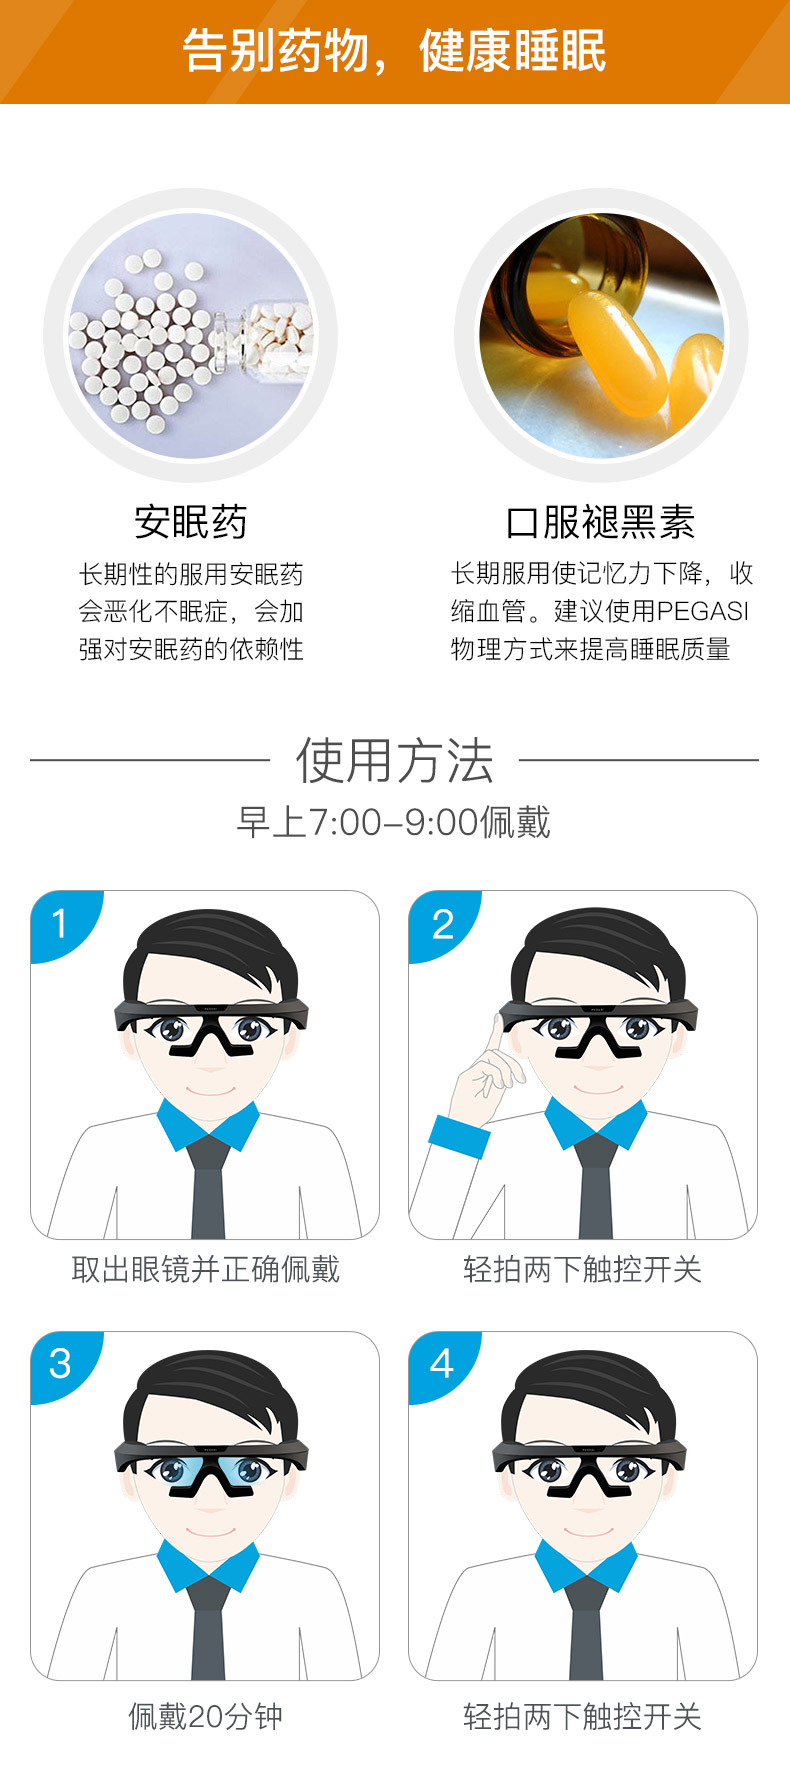 告别药物，健康睡眠
安眠药
长期性的服用安眠药
会恶化不眠症，会加
强对安眠药的依赖性
口服褪黑素
长期服用使记忆力下降，收
缩血管。建议使用PEGASI
物理方式来提高睡眠质量
使用方法
早上7:00-9:00佩戴
1
取出眼镜并正确佩戴
2
轻拍两下触控开关
3
佩戴20分钟
4
轻拍两下触控开关